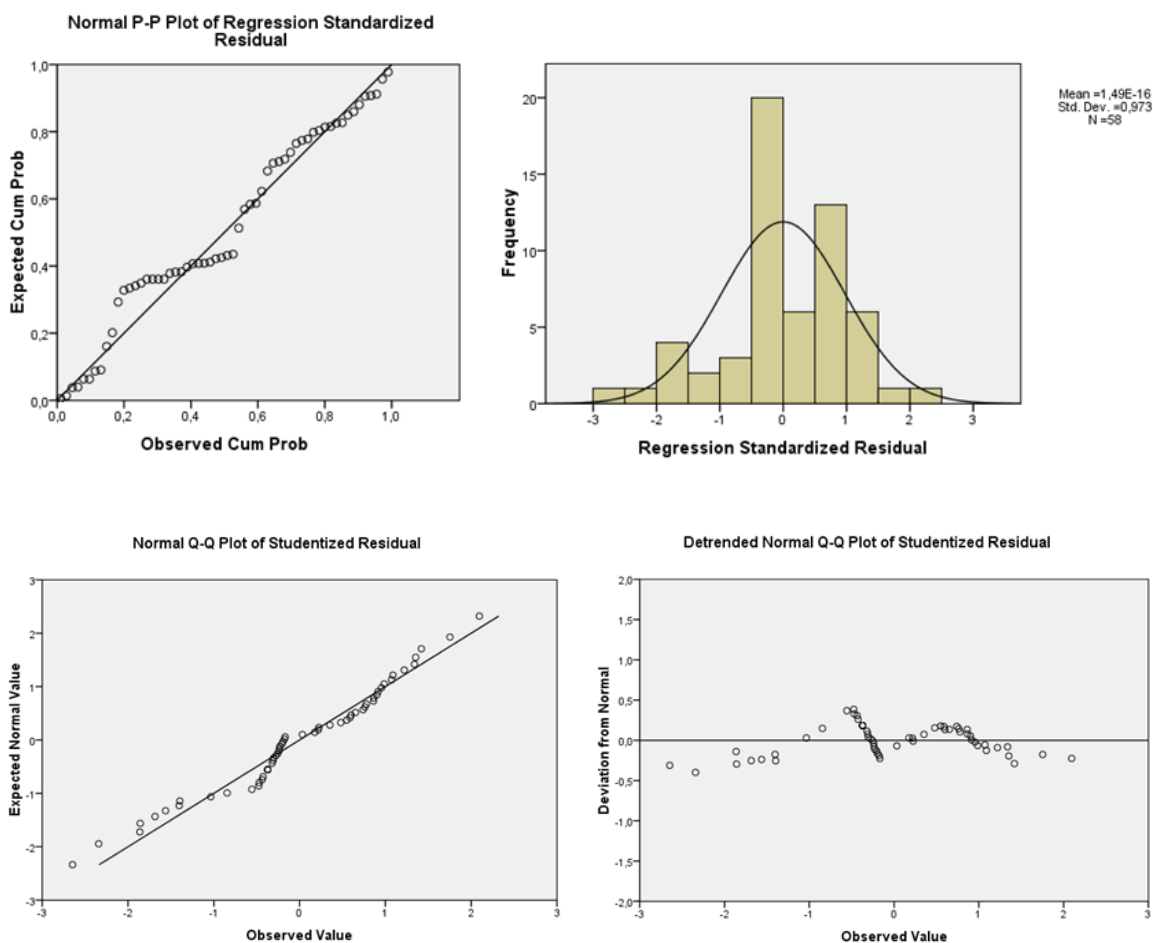 Normal P-P Plot of Regression Standardized
Residual
1,0
0,8
0,6
0,4
0,2
0,0
Expected Cum Prob
0,0 0,2 0,4 0,6 0,8 1,0
Observed Cum Prob
20
15
10
5
0
Frequency
-3 -2 -1 0 1 2 3
Regression Standardized Residual
Mean =1,49E-16
Std. Dev. =0,973
N =58
Normal Q-Q Plot of Studentized Residual
3
2
1
0
-1
-2
-3
Expected Normal Value
-3 -2 -1 0 1 2 3
Observed Value
Detrended Normal Q-Q Plot of Studentized Residual
2,0
1,5
1,0
0,5
0,0
-0,5
-1,0
-1,5
-2,0
Deviation from Normal
-3 -2 -1 0 1 2 3
Observed Value